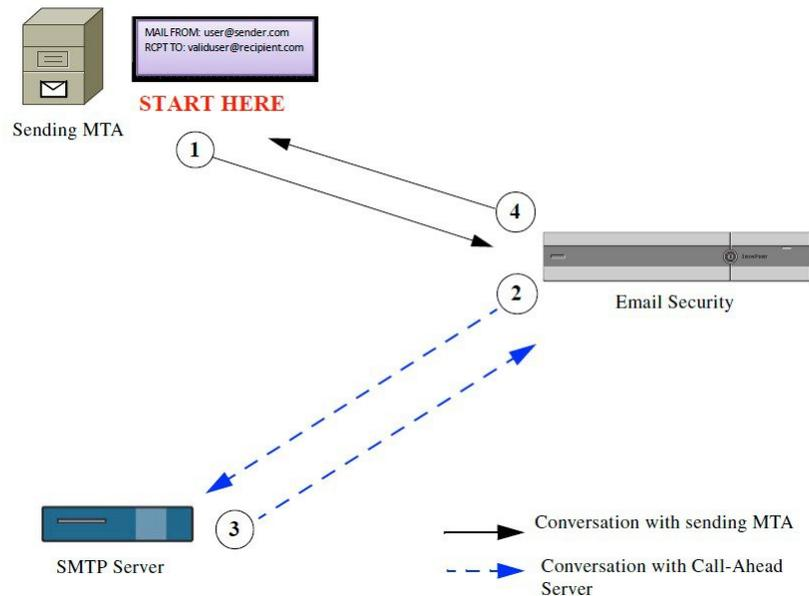 MAIL FROM: user@sender.com
RCPT TO: validuser@recipient.com
START HERE
Sending MTA
1
4
2
Email Security
3
SMTP Server
Conversation with sending MTA
Conversation with Call-Ahead
Server